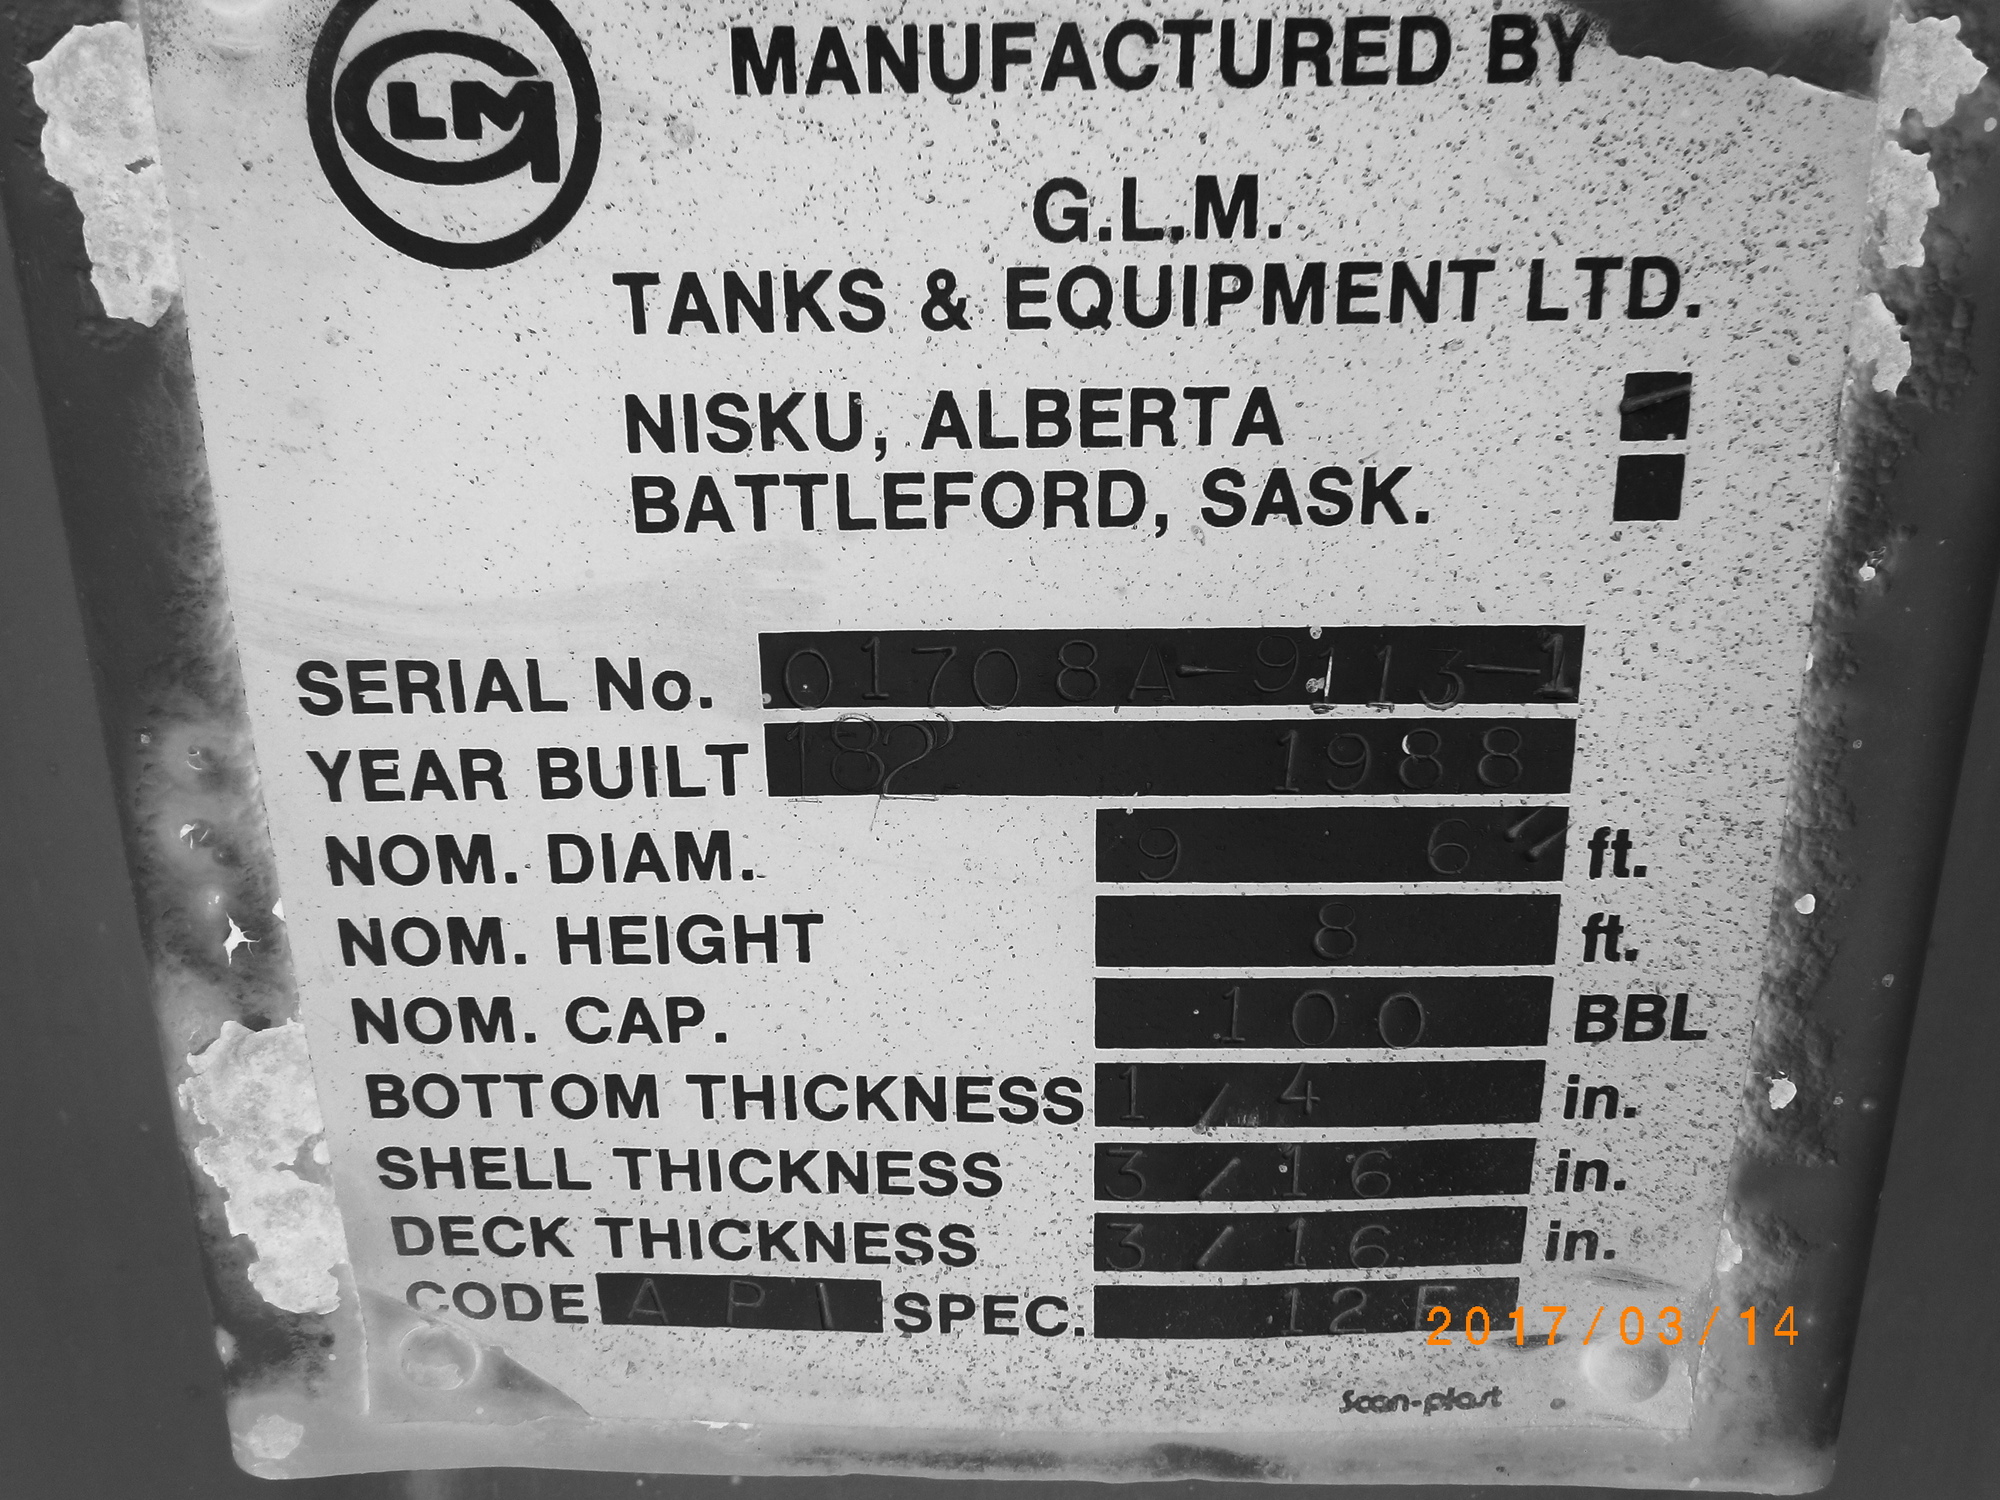 GLM
MANUFACTURED BY
G.L.M.
TANKS & EQUIPMENT LTD.
NISKU, ALBERTA
BATTLEFORD, SASK.
SERIAL No. 01708A-9113-1
YEAR BUILT 182 1988
NOM. DIAM. 9 6" ft.
NOM. HEIGHT 8 ft.
NOM. CAP. 100 BBL
BOTTOM THICKNESS 1/4 in.
SHELL THICKNESS 3/16 in.
DECK THICKNESS 3/16 in.
CODE API SPEC. 12F
2017/03/14
Scan-plast